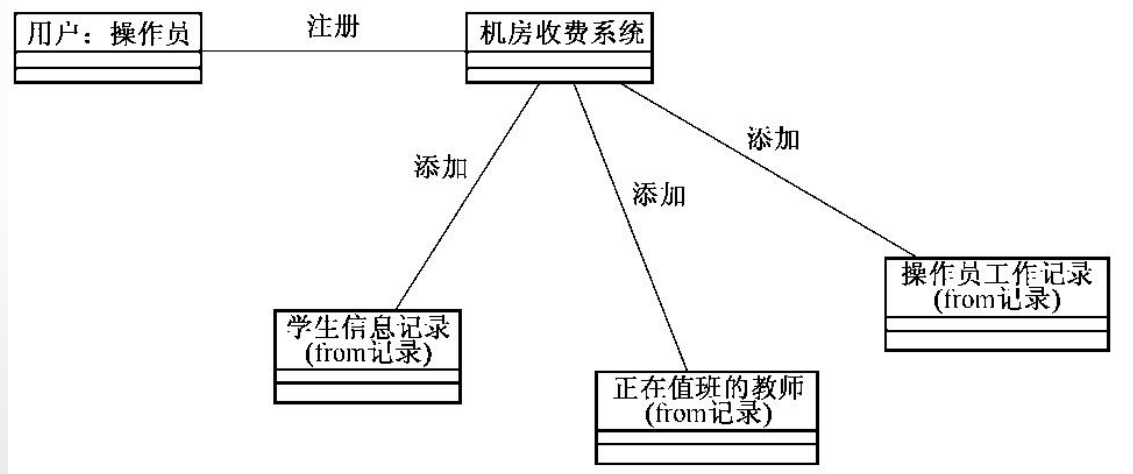 用户：操作员
注册
机房收费系统
添加
添加
添加
操作员工作记录
(from记录)
学生信息记录
(from记录)
正在值班的教师
(from记录)